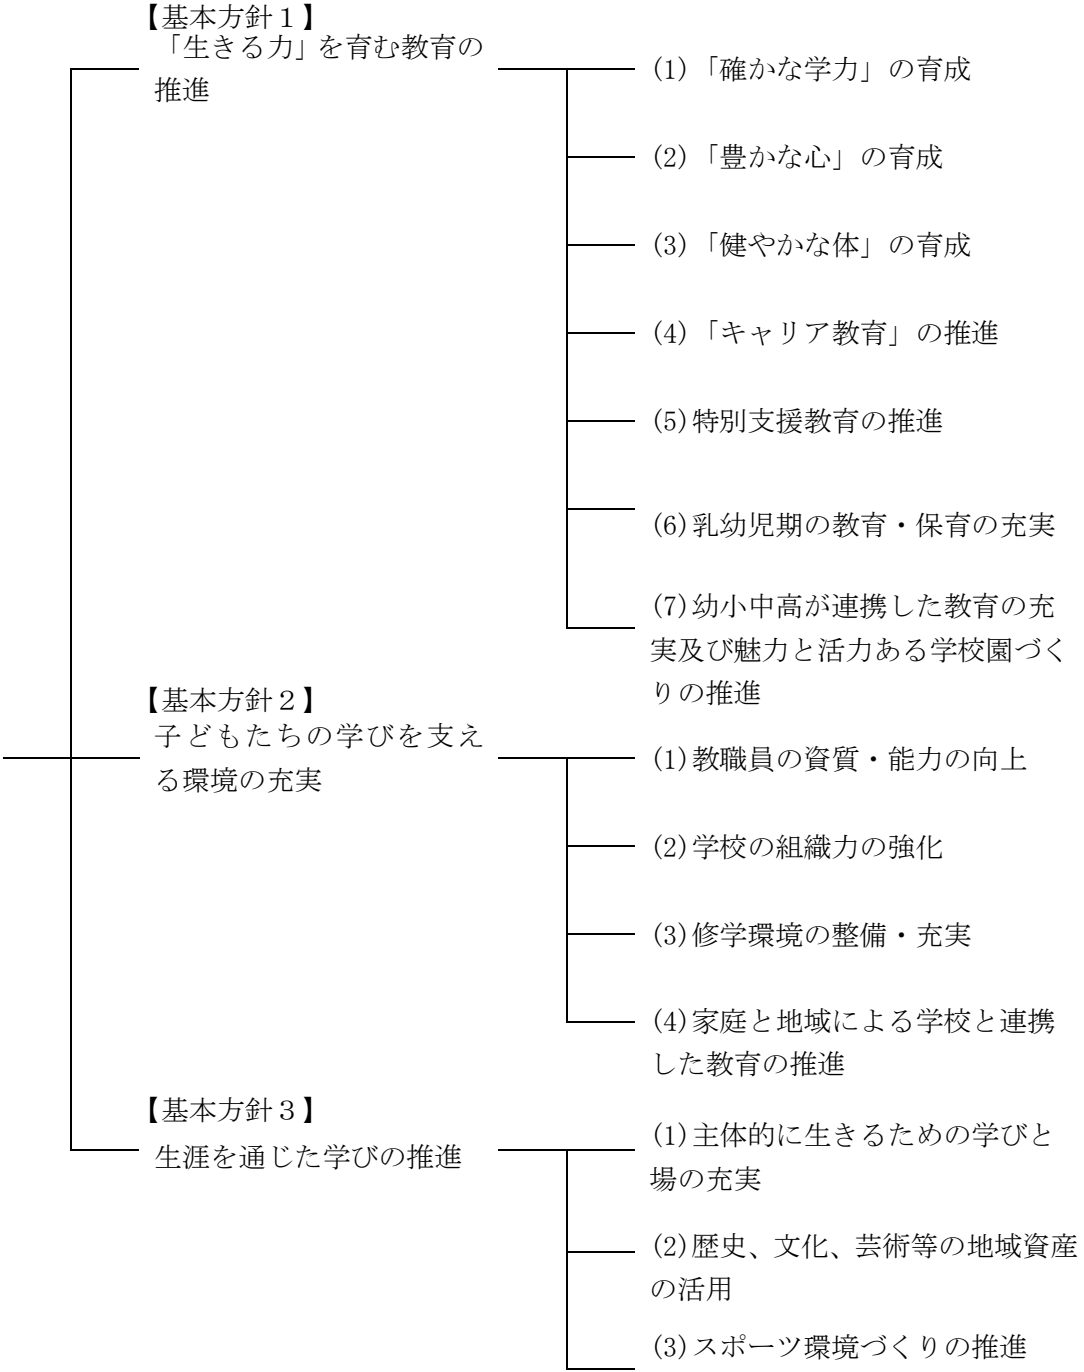 【基本方針１】
「生きる力」を育む教育の
推進
(1)「確かな学力」の育成
(2)「豊かな心」の育成
(3)「健やかな体」の育成
(4)「キャリア教育」の推進
(5)特別支援教育の推進
(6)乳幼児期の教育・保育の充実
(7)幼小中高が連携した教育の充
実及び魅力と活力ある学校園づく
りの推進
【基本方針２】
子どもたちの学びを支え
る環境の充実
(1)教職員の資質・能力の向上
(2)学校の組織力の強化
(3)修学環境の整備・充実
(4)家庭と地域による学校と連携
した教育の推進
【基本方針３】
生涯を通じた学びの推進
(1)主体的に生きるための学びと
場の充実
(2)歴史、文化、芸術等の地域資産
の活用
(3)スポーツ環境づくりの推進